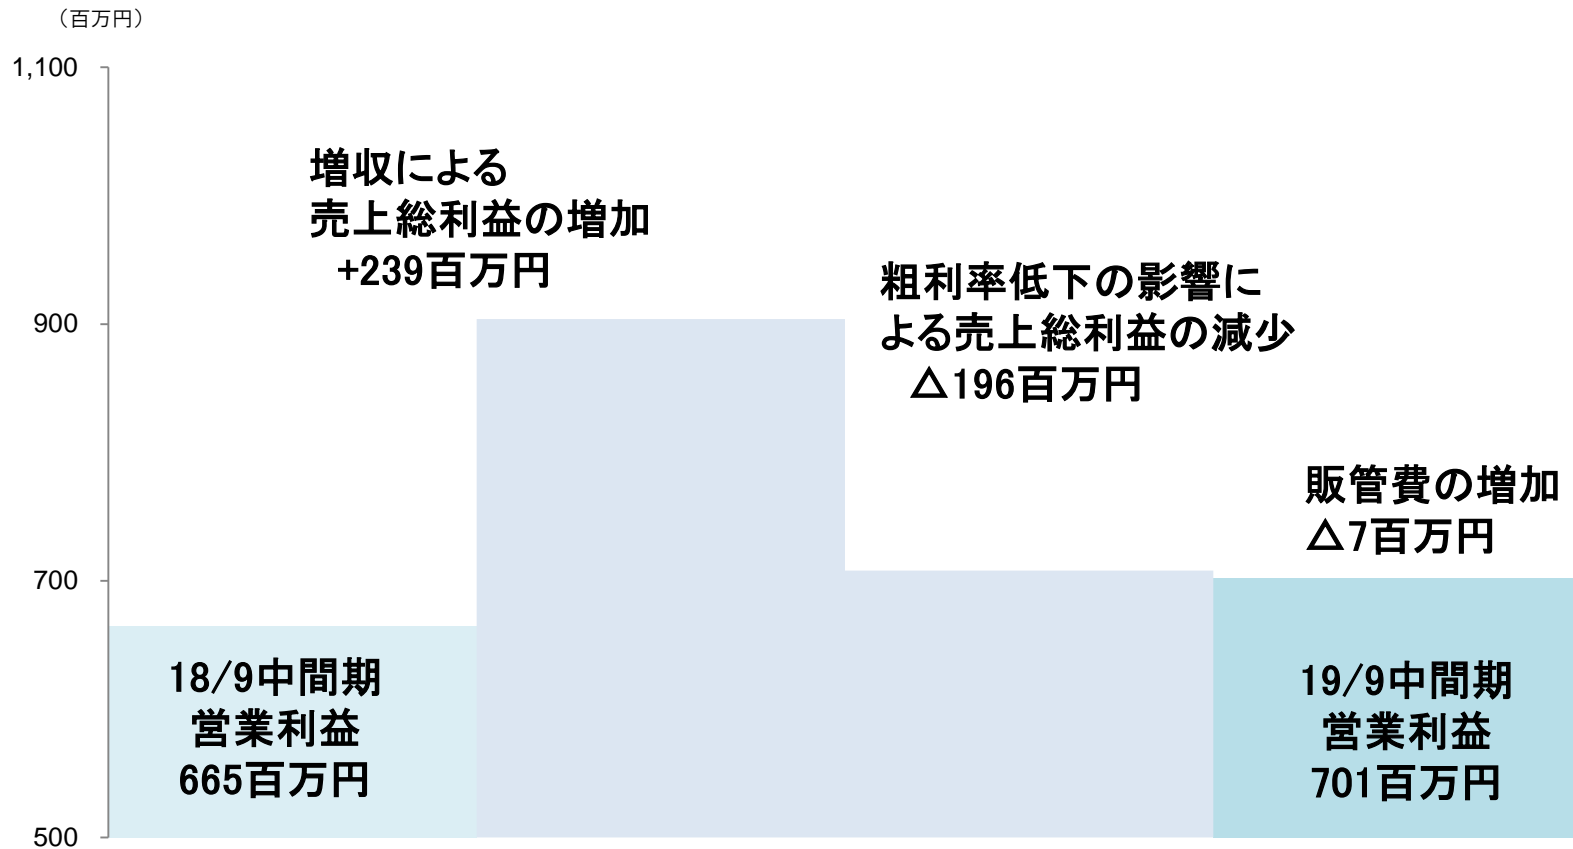 （百万円）
1,100
900
700
500
増収による
売上総利益の増加
+239百万円
粗利率低下の影響に
よる売上総利益の減少
△196百万円
販管費の増加
△7百万円
18/9中間期
営業利益
665百万円
19/9中間期
営業利益
701百万円